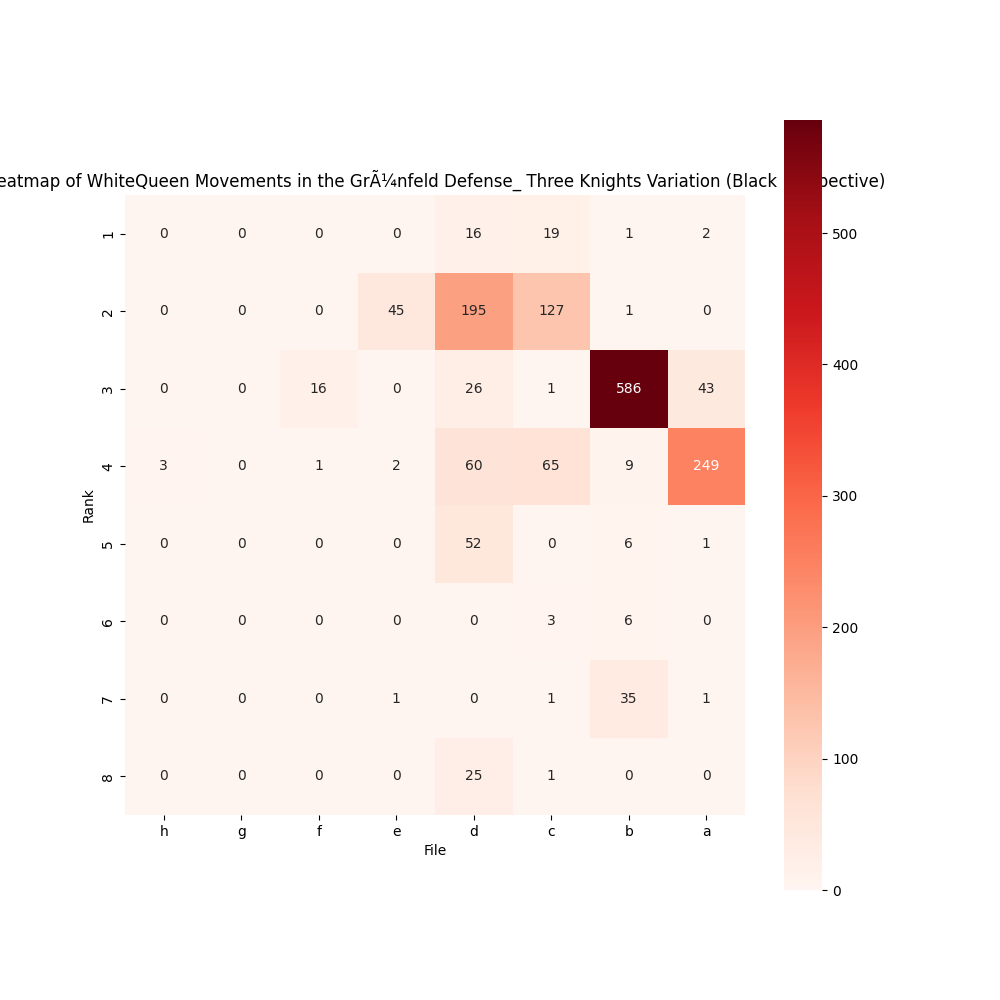 eatmap of WhiteQueen Movements in the GrÃ¼nfeld Defense_ Three Knights Variation (Black pective)
1 0 0 0 0 16 19 1 2
2 0 0 0 45 195 127 1 0
3 0 0 16 0 26 1 586 43
4 3 0 1 2 60 65 9 249
5 0 0 0 0 52 0 6 1
6 0 0 0 0 0 3 6 0
7 0 0 0 1 0 1 35 1
8 0 0 0 0 25 1 0 0
h g f e d c b a
File
Rank
500
400
300
200
100
0